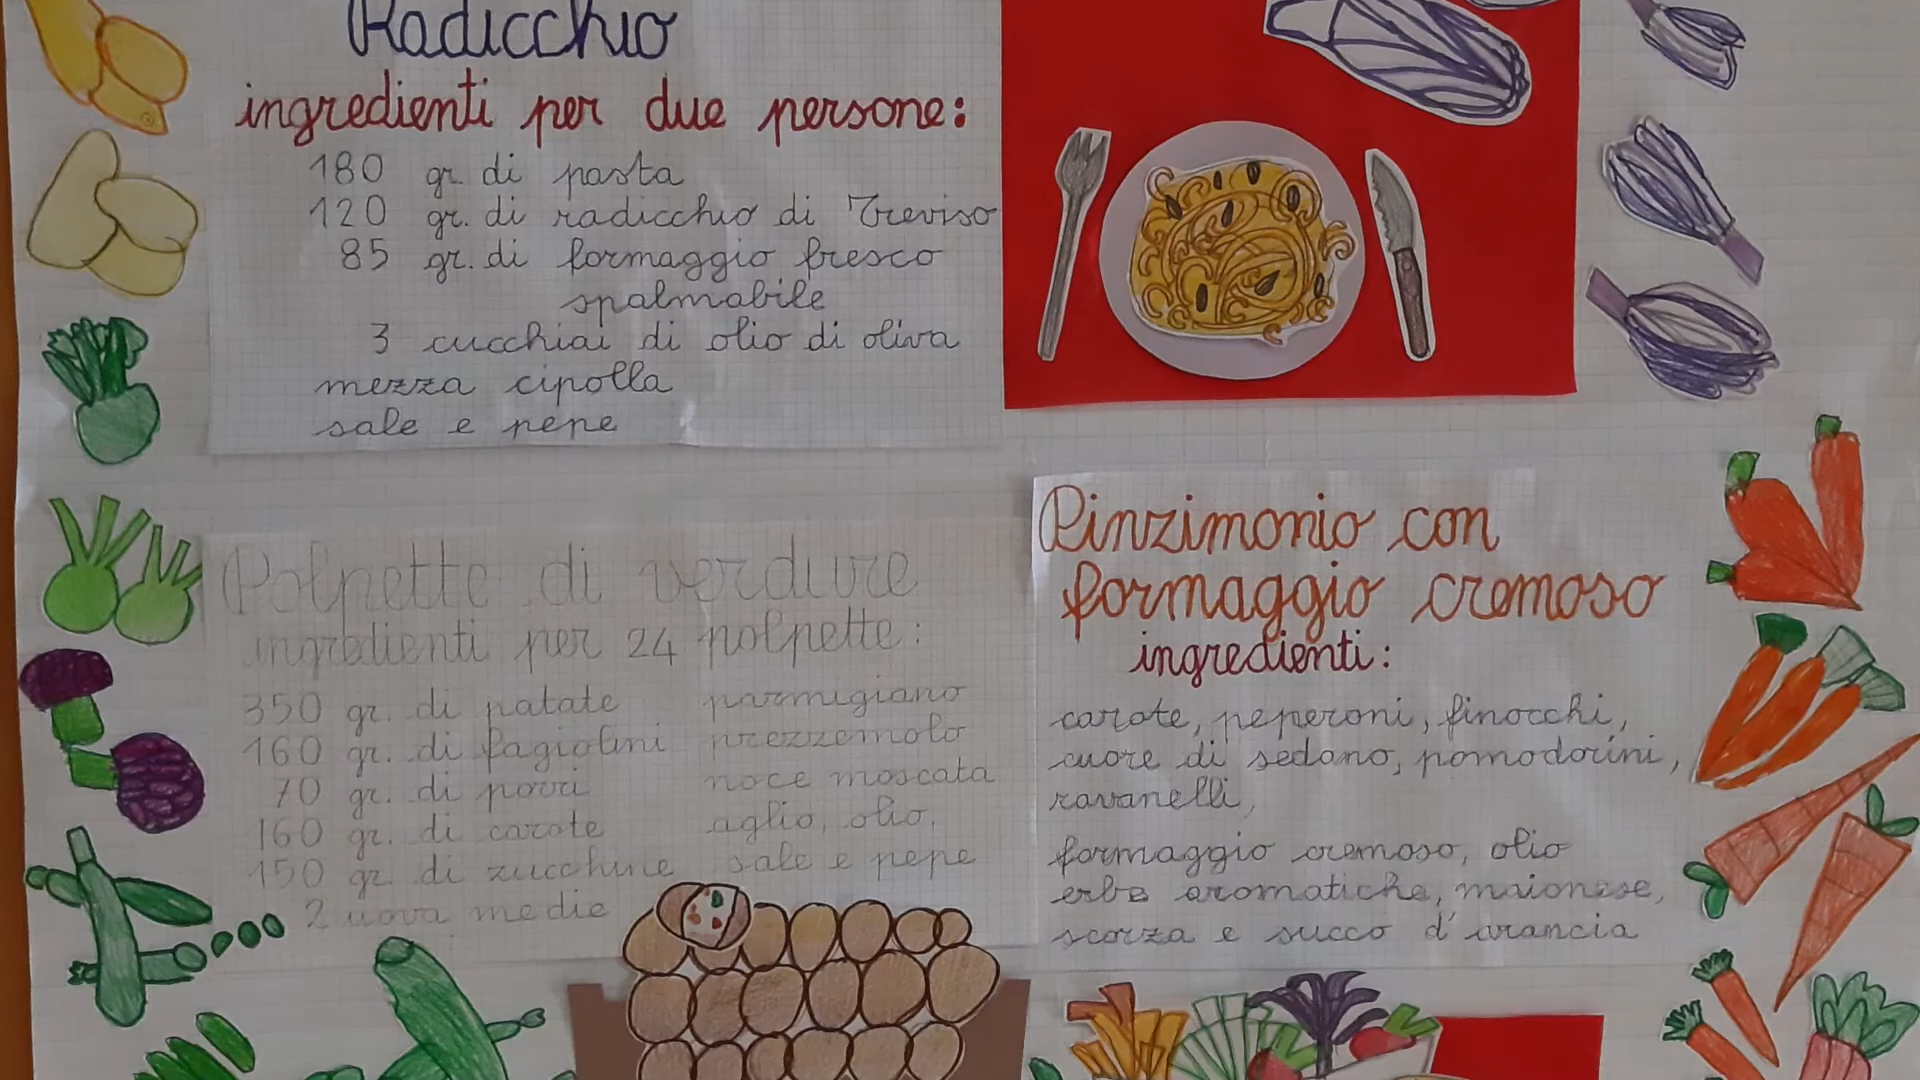 Radicchio
ingredienti per due persone:
180 gr. di pasta
120 gr. di radicchio di Treviso
85 gr. di formaggio fresco
spalmabile
3 cucchiai di olio di oliva
mezza cipolla
sale e pepe
Polpette di verdure
ingredienti per 24 polpette:
350 gr. di patate
160 gr. di fagiolini
70 gr. di porri
160 gr. di carote
150 gr. di zucchine
2 uova medie
parmigiano
prezzemolo
noce moscata
aglio, olio,
sale e pepe
Pinzimonio con
formaggio cremoso
ingredienti:
carote, peperoni, finocchi,
cuore di sedano, pomodorini,
ravanelli,
formaggio cremoso, olio
erbe aromatiche, maionese,
scorza e succo d'arancia